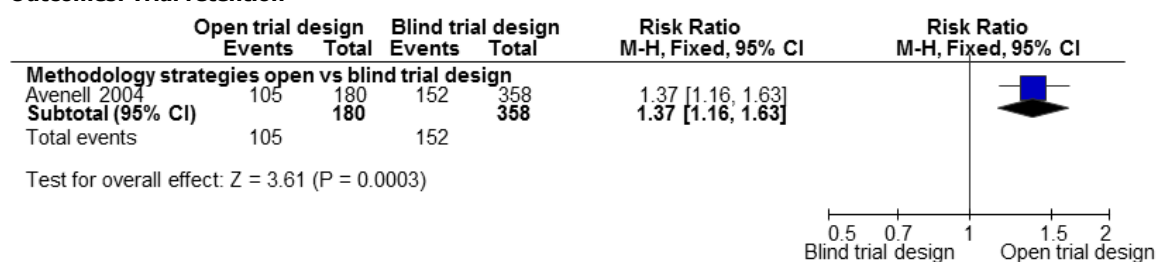 Outcomes: Trial retention
Open trial design Blind trial design Risk Ratio Risk Ratio
Events Total Events Total M-H, Fixed, 95% CI M-H, Fixed, 95% CI
Methodology strategies open vs blind trial design
Avenell 2004 105 180 152 358 1.37 [1.16, 1.63]
Subtotal (95% CI) 180 358 1.37 [1.16, 1.63]
Total events 105 152
Test for overall effect: Z = 3.61 (P = 0.0003)
0.5 0.7 1 1.5 2
Blind trial design Open trial design